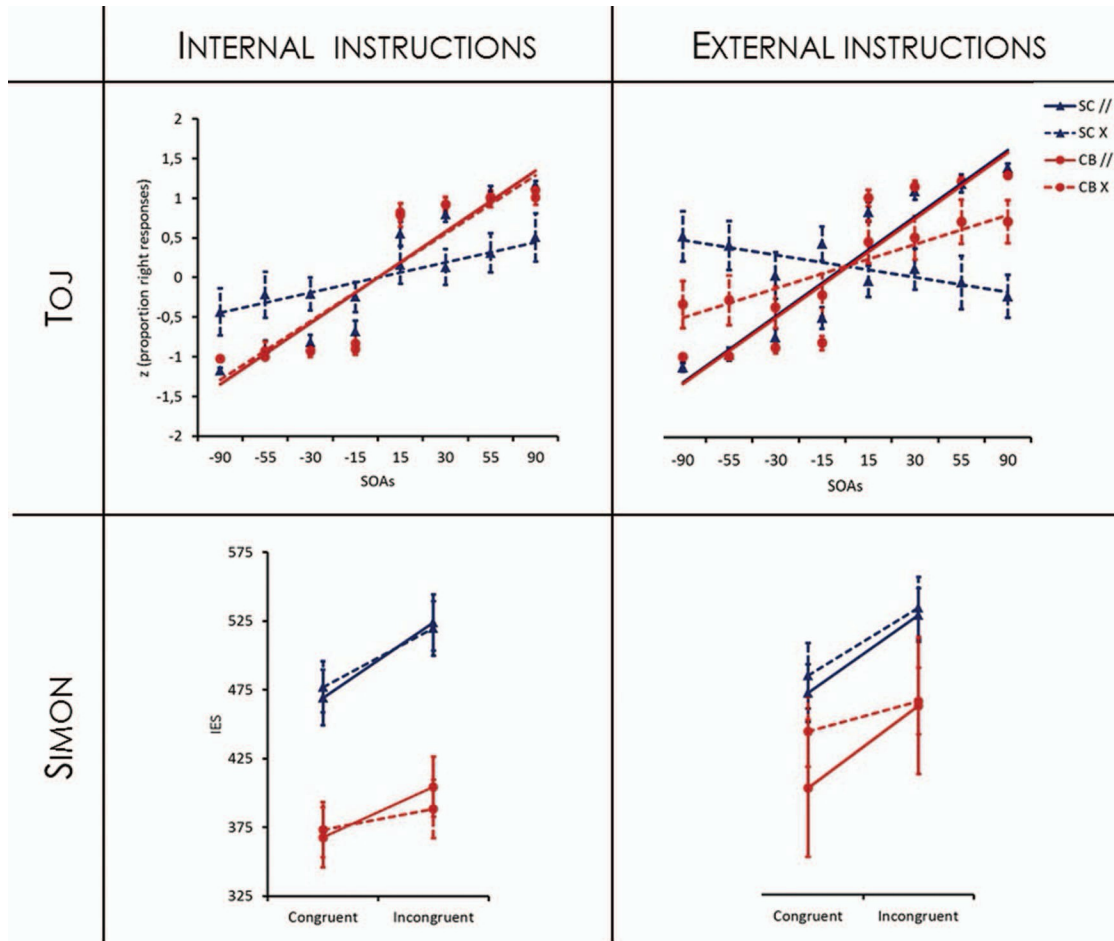 INTERNAL INSTRUCTIONS
EXTERNAL INSTRUCTIONS
TOJ
z (proportion right responses)
2
1,5
1
0,5
0
-0,5
-1
-1,5
-2
-90 -55 -30 -15 15 30 55 90
SOAs
SC //
SC X
CB //
CB X
-90 -55 -30 -15 15 30 55 90
SOAs
SIMON
IES
575
525
475
425
375
325
Congruent Incongruent
Congruent Incongruent